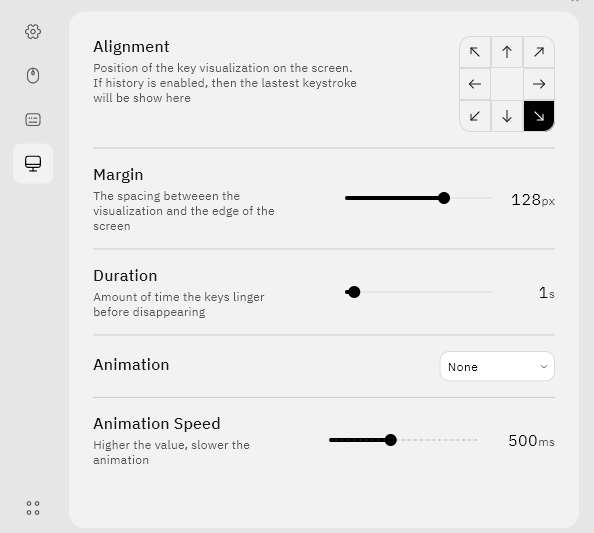 Alignment
Position of the key visualization on the screen.
If history is enabled, then the lastest keystroke
will be show here
Margin
The spacing betweeen the
visualization and the edge of the
screen
128px
Duration
Amount of time the keys linger
before disappearing
1s
Animation
None
Animation Speed
Higher the value, slower the
animation
500ms